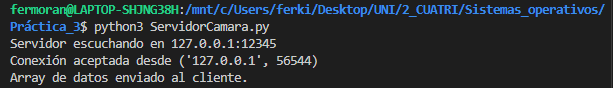 fermoran@LAPTOP-SHJNG38H:/mnt/c/Users/ferki/Desktop/UNI/2_CUATRI/Sistemas_operativos/
Práctica_3$ python3 ServidorCamara.py
Servidor escuchando en 127.0.0.1:12345
Conexión aceptada desde ('127.0.0.1', 56544)
Array de datos enviado al cliente.